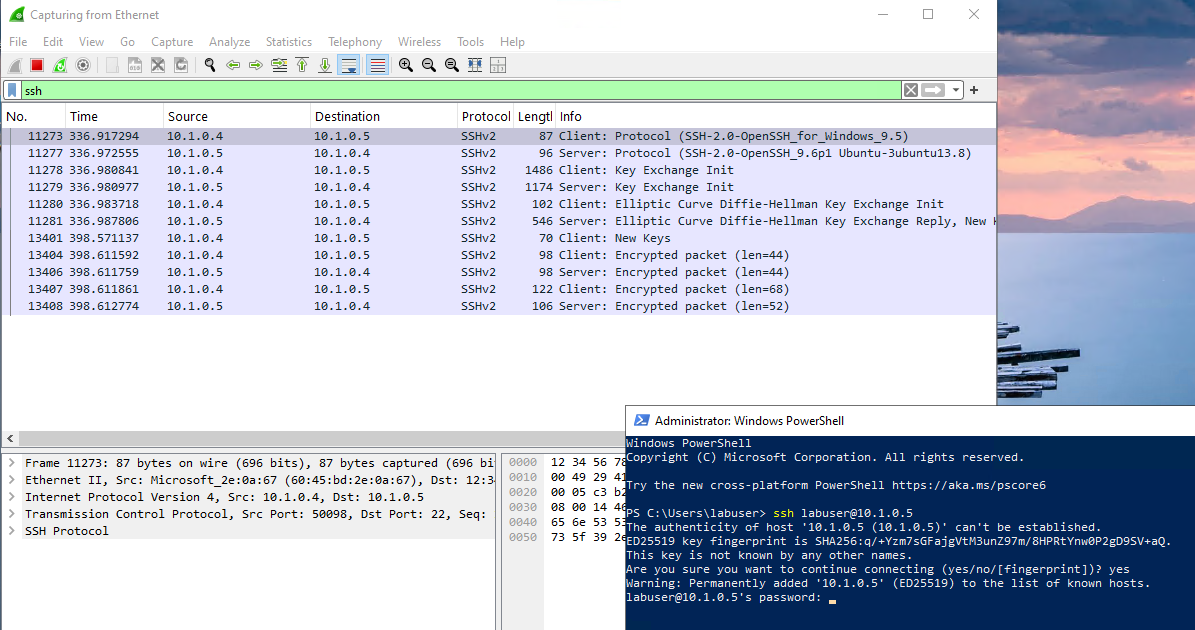 Capturing from Ethernet
File Edit View Go Capture Analyze Statistics Telephony Wireless Tools Help
ssh
No. Time Source Destination Protocol Lengtl Info
11273 336.917294 10.1.0.4 10.1.0.5 SSHv2 87 Client: Protocol (SSH-2.0-OpenSSH_for_Windows_9.5)
11277 336.972555 10.1.0.5 10.1.0.4 SSHv2 96 Server: Protocol (SSH-2.0-OpenSSH_9.6p1 Ubuntu-3ubuntu13.8)
11278 336.980841 10.1.0.4 10.1.0.5 SSHv2 1486 Client: Key Exchange Init
11279 336.980977 10.1.0.5 10.1.0.4 SSHv2 1174 Server: Key Exchange Init
11280 336.983718 10.1.0.4 10.1.0.5 SSHv2 102 Client: Elliptic Curve Diffie-Hellman Key Exchange Init
11281 336.987806 10.1.0.5 10.1.0.4 SSHv2 546 Server: Elliptic Curve Diffie-Hellman Key Exchange Reply, New
13401 398.571137 10.1.0.4 10.1.0.5 SSHv2 70 Client: New Keys
13404 398.611592 10.1.0.4 10.1.0.5 SSHv2 98 Client: Encrypted packet (len=44)
13406 398.611759 10.1.0.5 10.1.0.4 SSHv2 98 Server: Encrypted packet (len=44)
13407 398.611861 10.1.0.4 10.1.0.5 SSHv2 122 Client: Encrypted packet (len=68)
13408 398.612774 10.1.0.5 10.1.0.4 SSHv2 106 Server: Encrypted packet (len=52)
Frame 11273: 87 bytes on wire (696 bits), 87 bytes captured (696 bi
Ethernet II, Src: Microsoft_2e:0a:67 (60:45:bd:2e:0a:67), Dst: 12:3
Internet Protocol Version 4, Src: 10.1.0.4, Dst: 10.1.0.5
Transmission Control Protocol, Src Port: 50098, Dst Port: 22, Seq:
SSH Protocol
0000 12 34 56 78
0010 00 49 29 41
0020 00 05 c3 b2
0030 08 00 14 46
0040 65 6e 53 53
0050 73 5f 39 2e
Administrator: Windows PowerShell
Windows PowerShell
Copyright (C) Microsoft Corporation. All rights reserved.
Try the new cross-platform PowerShell https://aka.ms/pscore6
PS C:\Users\labuser> ssh labuser@10.1.0.5
The authenticity of host '10.1.0.5 (10.1.0.5)' can't be established.
ED25519 key fingerprint is SHA256:q/+Yzm7sGFajgVtM3unZ97m/8HPRtYnw0P2gD9SV+aQ.
This key is not known by any other names.
Are you sure you want to continue connecting (yes/no/[fingerprint])? yes
Warning: Permanently added '10.1.0.5' (ED25519) to the list of known hosts.
labuser@10.1.0.5's password: